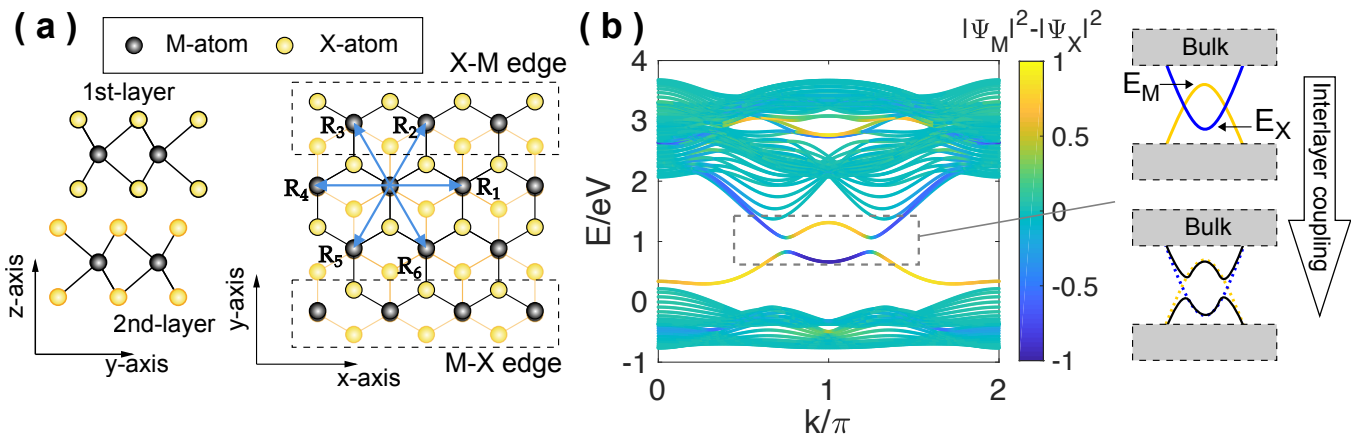 ( a )
M-atom
X-atom
1st-layer
2nd-layer
z-axis
y-axis
X-M edge
R3
R2
R4
R1
R5
R6
M-X edge
y-axis
x-axis
( b )
|Ψ_M|²-|Ψ_X|²
E/eV
4
3
2
1
0
-1
0
1
2
k/π
1
0.5
0
-0.5
-1
Bulk
E_M
E_X
Bulk
Interlayer coupling